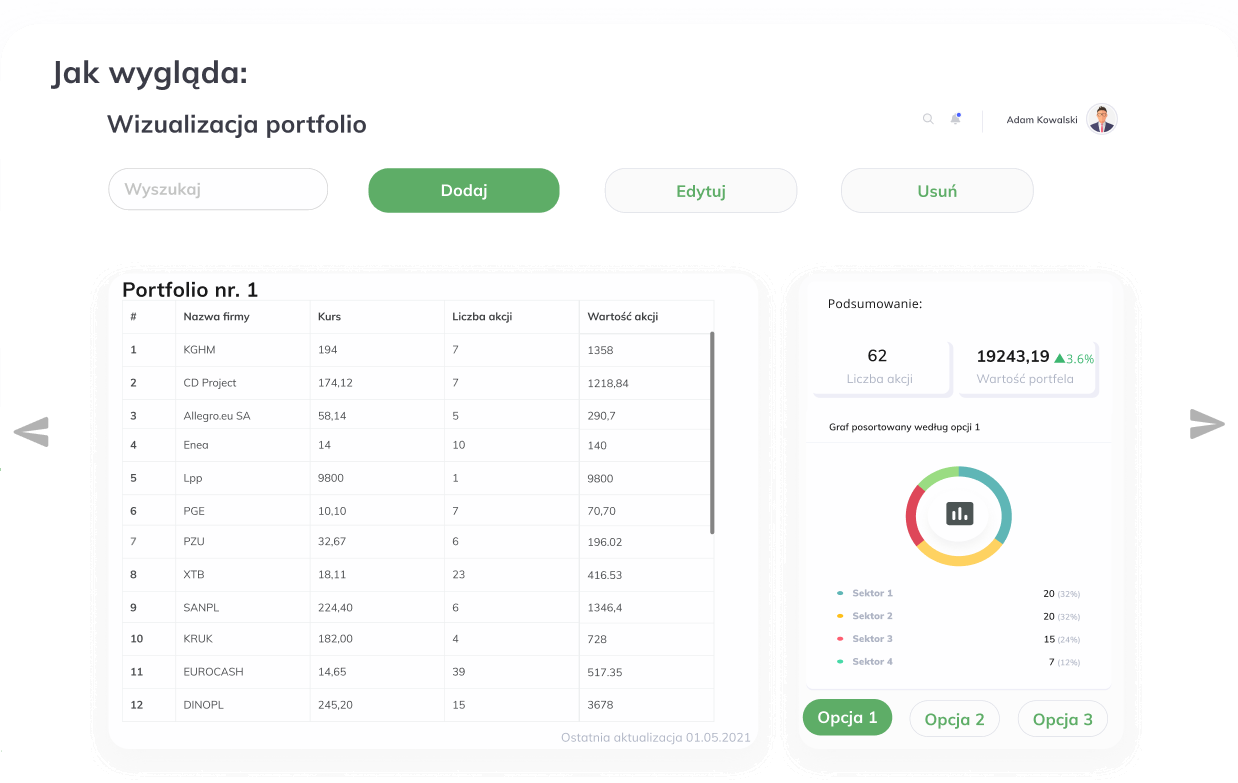 Jak wygląda:
Wizualizacja portfolio
Adam Kowalski
Wyszukaj Dodaj Edytuj Usuń
Portfolio nr. 1
# Nazwa firmy Kurs Liczba akcji Wartość akcji
1 KGHM 194 7 1358
2 CD Project 174,12 7 1218,84
3 Allegro.eu SA 58,14 5 290,7
4 Enea 14 10 140
5 Lpp 9800 1 9800
6 PGE 10,10 7 70,70
7 PZU 32,67 6 196.02
8 XTB 18,11 23 416.53
9 SANPL 224,40 6 1346,4
10 KRUK 182,00 4 728
11 EUROCASH 14,65 39 517.35
12 DINOPL 245,20 15 3678
Ostatnia aktualizacja 01.05.2021
Podsumowanie:
62 19243,19 ▲3.6%
Liczba akcji Wartość portfela
Graf posortowany według opcji 1
Sektor 1 20 (32%)
Sektor 2 20 (32%)
Sektor 3 15 (24%)
Sektor 4 7 (12%)
Opcja 1 Opcja 2 Opcja 3